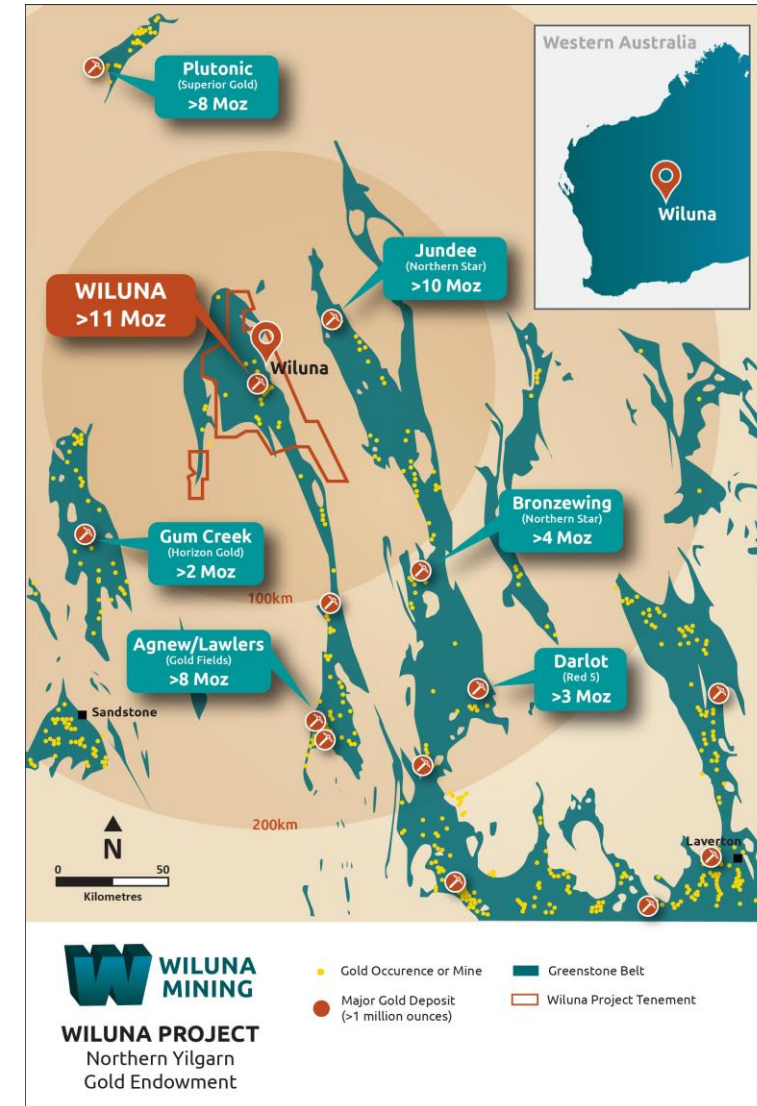 Western Australia
Wiluna
Plutonic
(Superior Gold)
>8 Moz
Jundee
(Northern Star)
>10 Moz
WILUNA
>11 Moz
Wiluna
Bronzewing
(Northern Star)
>4 Moz
Gum Creek
(Horizon Gold)
>2 Moz
100km
Agnew/Lawlers
(Gold Fields)
>8 Moz
Darlot
(Red 5)
>3 Moz
Sandstone
200km
N
0 50
Kilometres
Laverton
WILUNA
MINING
WILUNA PROJECT
Northern Yilgarn
Gold Endowment
Gold Occurence or Mine
Major Gold Deposit
(>1 million ounces)
Greenstone Belt
Wiluna Project Tenement